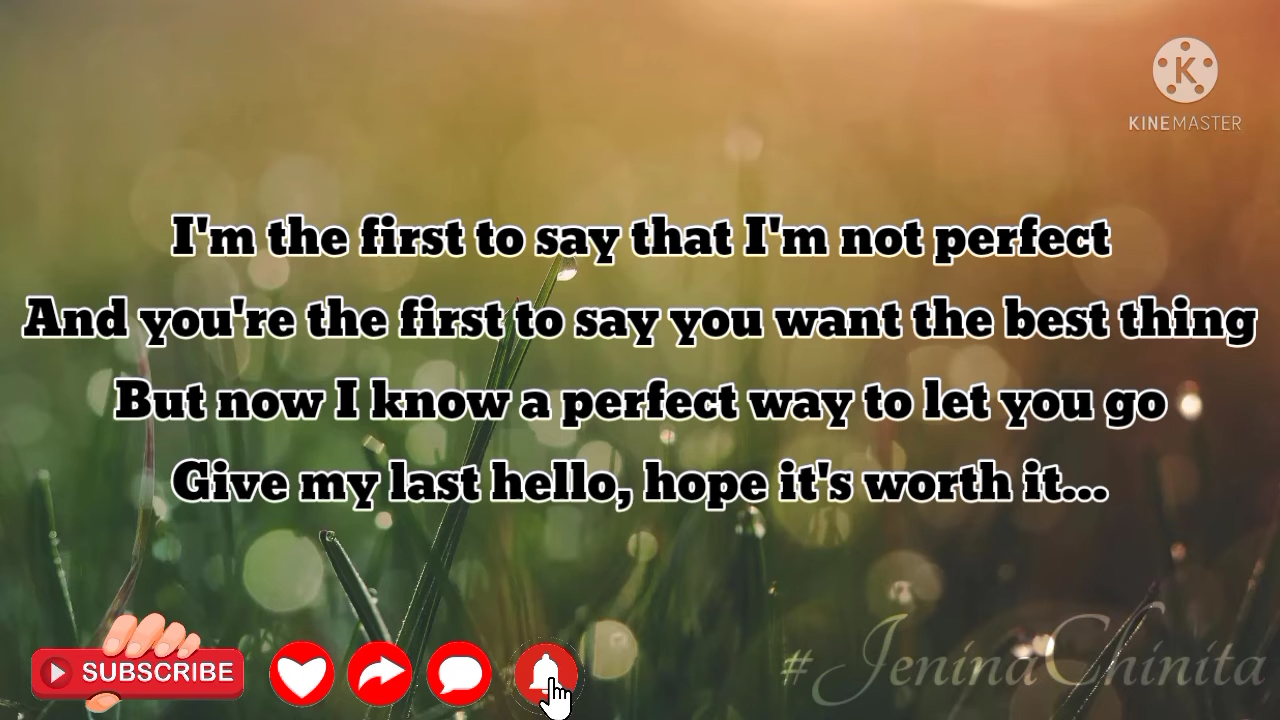 K
KINEMASTER
I'm the first to say that I'm not perfect
And you're the first to say you want the best thing
But now I know a perfect way to let you go
Give my last hello, hope it's worth it...
SUBSCRIBE
#JeninaChinita